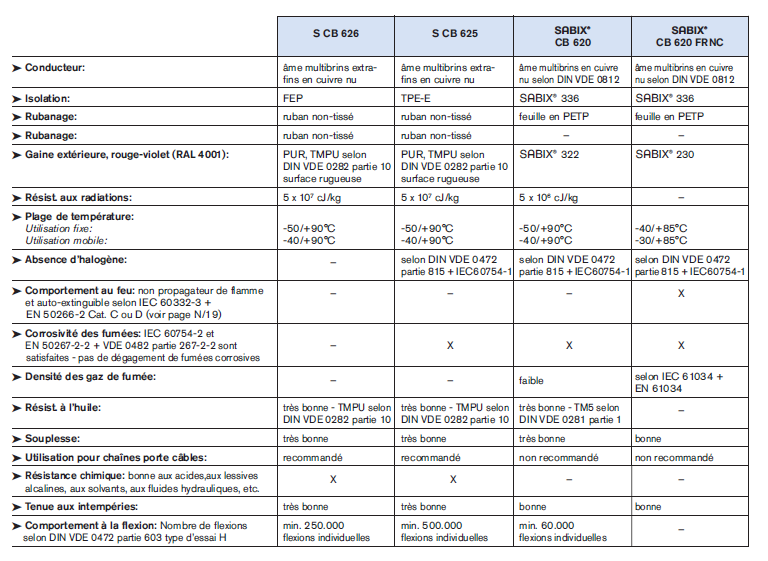 S CB 626 S CB 625 SABIX® CB 620 SABIX® CB 620 FRNC
➤ Conducteur: âme multibrins extra- âme multibrins extra- âme multibrins en cuivre âme multibrins en cuivre
fins en cuivre nu fins en cuivre nu nu selon DIN VDE 0812 nu selon DIN VDE 0812
➤ Isolation: FEP TPE-E SABIX® 336 SABIX® 336
➤ Rubanage: ruban non-tissé ruban non-tissé feuille en PETP feuille en PETP
➤ Rubanage: ruban non-tissé ruban non-tissé – –
➤ Gaine extérieure, rouge-violet (RAL 4001): PUR, TMPU selon PUR, TMPU selon SABIX® 322 SABIX® 230
DIN VDE 0282 partie 10 DIN VDE 0282 partie 10
surface rugueuse surface rugueuse
➤ Résist. aux radiations: 5 x 10⁷ cJ/kg 5 x 10⁷ cJ/kg 5 x 10⁶ cJ/kg –
➤ Plage de température:
Utilisation fixe: -50/+90°C -50/+90°C -50/+90°C -40/+85°C
Utilisation mobile: -40/+90°C -40/+90°C -40/+90°C -30/+85°C
➤ Absence d'halogène: – selon DIN VDE 0472 selon DIN VDE 0472 selon DIN VDE 0472
partie 815 + IEC60754-1 partie 815 + IEC60754-1 partie 815 + IEC60754-1
➤ Comportement au feu: non propagateur de flamme
et auto-extinguible selon IEC 60332-3 + – – – X
EN 50266-2 Cat. C ou D (voir page N/19)
➤ Corrosivité des fumées: IEC 60754-2 et
EN 50267-2-2 + VDE 0482 partie 267-2-2 sont – X X X
satisfaites - pas de dégagement de fumées corrosives
➤ Densité des gaz de fumée: – – faible selon IEC 61034 +
EN 61034
➤ Résist. à l'huile: très bonne - TMPU selon très bonne - TMPU selon très bonne - TM5 selon –
DIN VDE 0282 partie 10 DIN VDE 0282 partie 10 DIN VDE 0281 partie 1
➤ Souplesse: très bonne très bonne très bonne bonne
➤ Utilisation pour chaînes porte câbles: recommandé recommandé non recommandé non recommandé
➤ Résistance chimique: bonne aux acides,aux lessives X X – –
alcalines, aux solvants, aux fluides hydrauliques, etc.
➤ Tenue aux intempéries: très bonne très bonne bonne bonne
➤ Comportement à la flexion: Nombre de flexions min. 250.000 min. 500.000 min. 60.000 –
selon DIN VDE 0472 partie 603 type d'essai H flexions individuelles flexions individuelles flexions individuelles